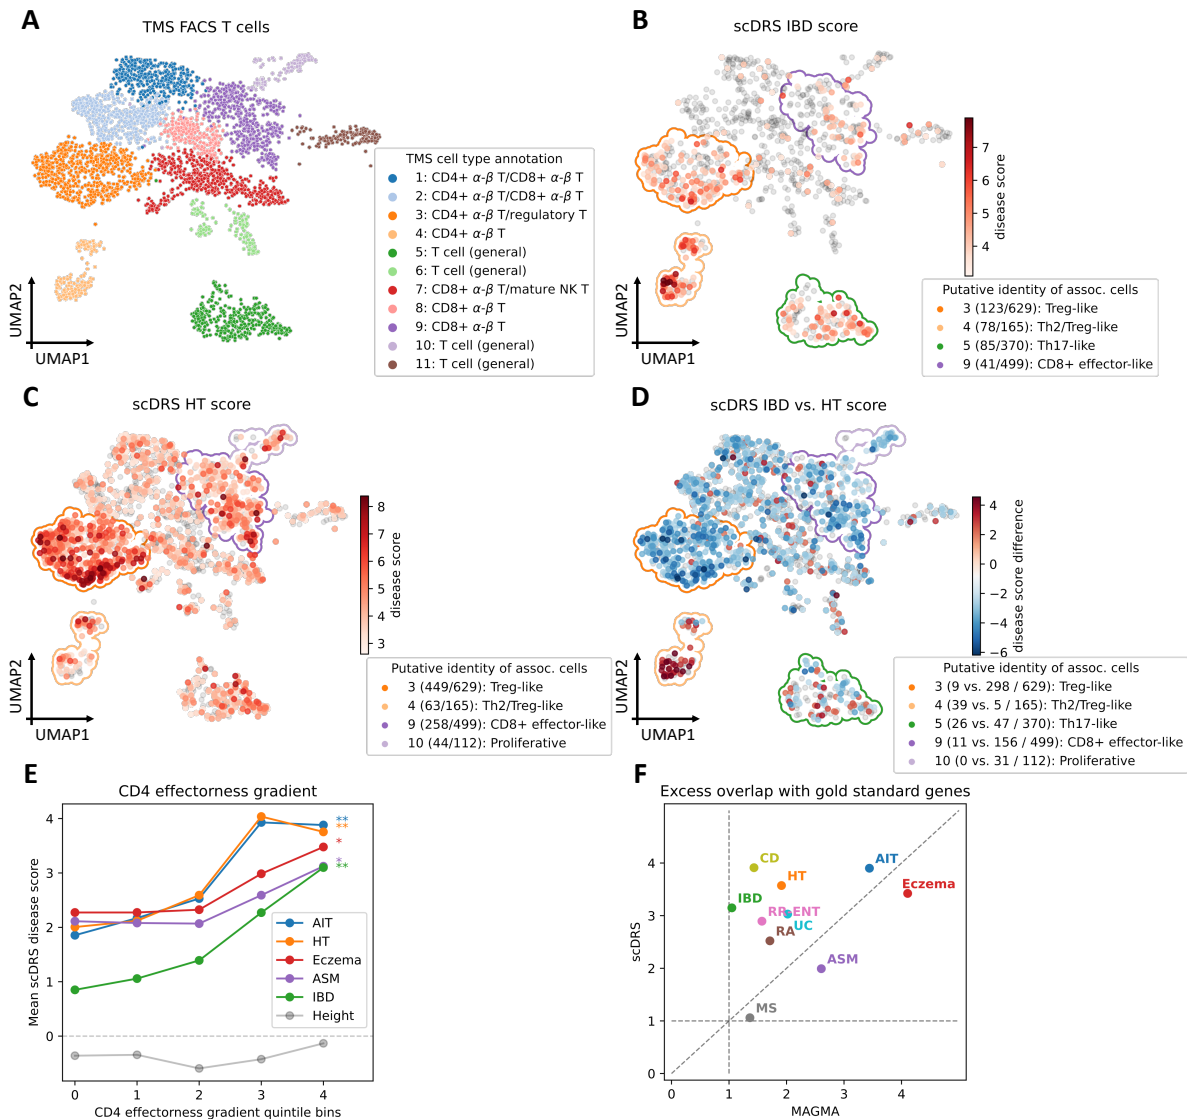 A
TMS FACS T cells
UMAP2
UMAP1
TMS cell type annotation
1: CD4+ α-β T/CD8+ α-β T
2: CD4+ α-β T/CD8+ α-β T
3: CD4+ α-β T/regulatory T
4: CD4+ α-β T
5: T cell (general)
6: T cell (general)
7: CD8+ α-β T/mature NK T
8: CD8+ α-β T
9: CD8+ α-β T
10: T cell (general)
11: T cell (general)
B
scDRS IBD score
UMAP2
UMAP1
7
6
5
4
disease score
Putative identity of assoc. cells
3 (123/629): Treg-like
4 (78/165): Th2/Treg-like
5 (85/370): Th17-like
9 (41/499): CD8+ effector-like
C
scDRS HT score
UMAP2
UMAP1
8
7
6
5
4
3
disease score
Putative identity of assoc. cells
3 (449/629): Treg-like
4 (63/165): Th2/Treg-like
9 (258/499): CD8+ effector-like
10 (44/112): Proliferative
D
scDRS IBD vs. HT score
UMAP2
UMAP1
4
2
0
−2
−4
−6
disease score difference
Putative identity of assoc. cells
3 (9 vs. 298 / 629): Treg-like
4 (39 vs. 5 / 165): Th2/Treg-like
5 (26 vs. 47 / 370): Th17-like
9 (11 vs. 156 / 499): CD8+ effector-like
10 (0 vs. 31 / 112): Proliferative
E
CD4 effectorness gradient
Mean scDRS disease score
4
3
2
1
0
**
**
*
*
**
AIT
HT
Eczema
ASM
IBD
Height
0 1 2 3 4
CD4 effectorness gradient quintile bins
F
Excess overlap with gold standard genes
scDRS
4
3
2
1
0
CD
AIT
HT
Eczema
IBD
RR-ENT
UC
RA
ASM
MS
0 1 2 3 4
MAGMA